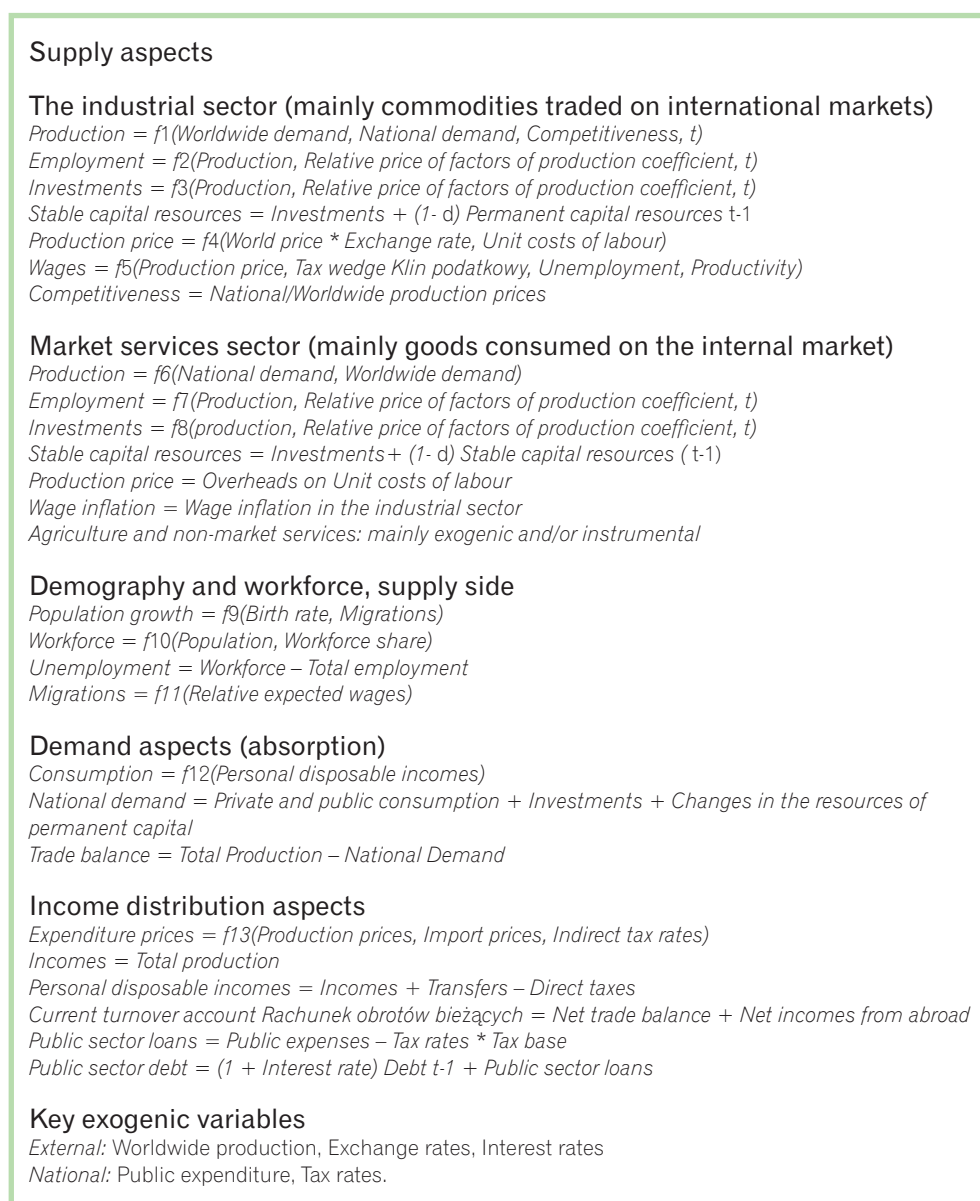 Supply aspects
The industrial sector (mainly commodities traded on international markets)
Production = f1(Worldwide demand, National demand, Competitiveness, t)
Employment = f2(Production, Relative price of factors of production coefficient, t)
Investments = f3(Production, Relative price of factors of production coefficient, t)
Stable capital resources = Investments + (1- d) Permanent capital resources t-1
Production price = f4(World price * Exchange rate, Unit costs of labour)
Wages = f5(Production price, Tax wedge Klin podatkowy, Unemployment, Productivity)
Competitiveness = National/Worldwide production prices
Market services sector (mainly goods consumed on the internal market)
Production = f6(National demand, Worldwide demand)
Employment = f7(Production, Relative price of factors of production coefficient, t)
Investments = f8(production, Relative price of factors of production coefficient, t)
Stable capital resources = Investments+ (1- d) Stable capital resources ( t-1)
Production price = Overheads on Unit costs of labour
Wage inflation = Wage inflation in the industrial sector
Agriculture and non-market services: mainly exogenic and/or instrumental
Demography and workforce, supply side
Population growth = f9(Birth rate, Migrations)
Workforce = f10(Population, Workforce share)
Unemployment = Workforce – Total employment
Migrations = f11(Relative expected wages)
Demand aspects (absorption)
Consumption = f12(Personal disposable incomes)
National demand = Private and public consumption + Investments + Changes in the resources of
permanent capital
Trade balance = Total Production – National Demand
Income distribution aspects
Expenditure prices = f13(Production prices, Import prices, Indirect tax rates)
Incomes = Total production
Personal disposable incomes = Incomes + Transfers – Direct taxes
Current turnover account Rachunek obrotów bieżących = Net trade balance + Net incomes from abroad
Public sector loans = Public expenses – Tax rates * Tax base
Public sector debt = (1 + Interest rate) Debt t-1 + Public sector loans
Key exogenic variables
External: Worldwide production, Exchange rates, Interest rates
National: Public expenditure, Tax rates.